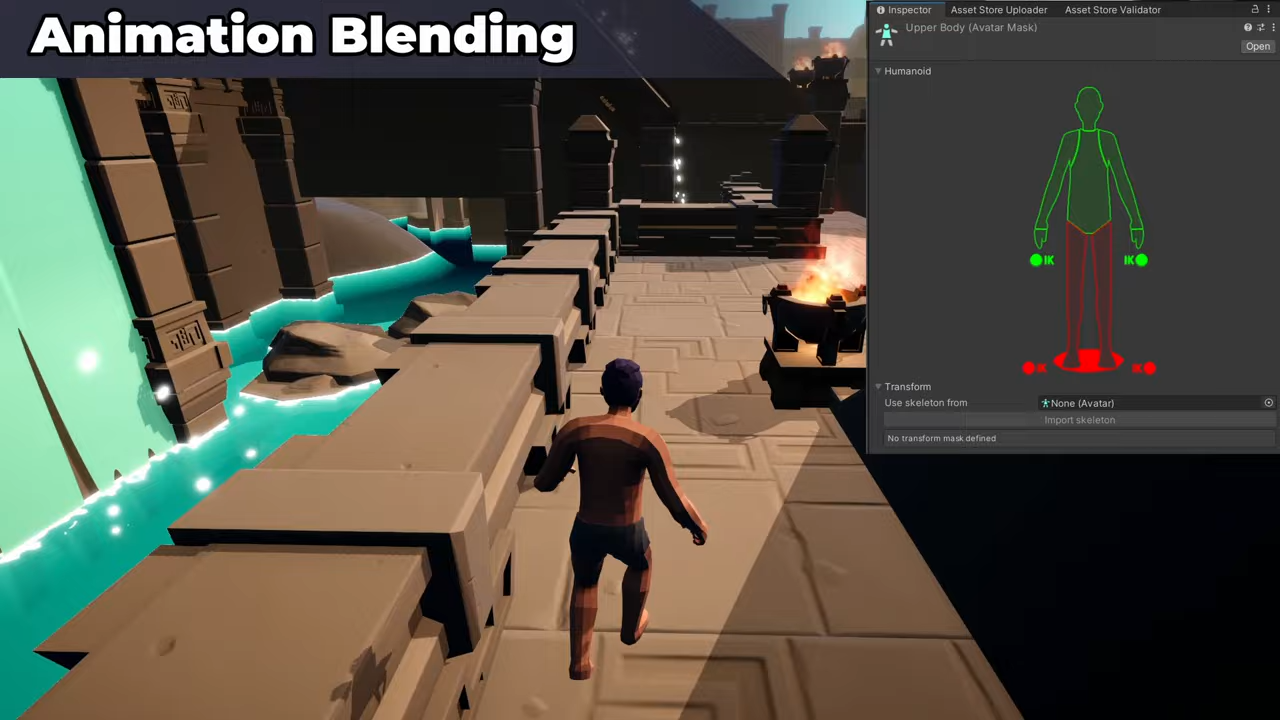 Animation Blending
Inspector Asset Store Uploader Asset Store Validator
Upper Body (Avatar Mask)
Open
Humanoid
IK IK
IK IK
Transform
Use skeleton from None (Avatar)
Import skeleton
No transform mask defined